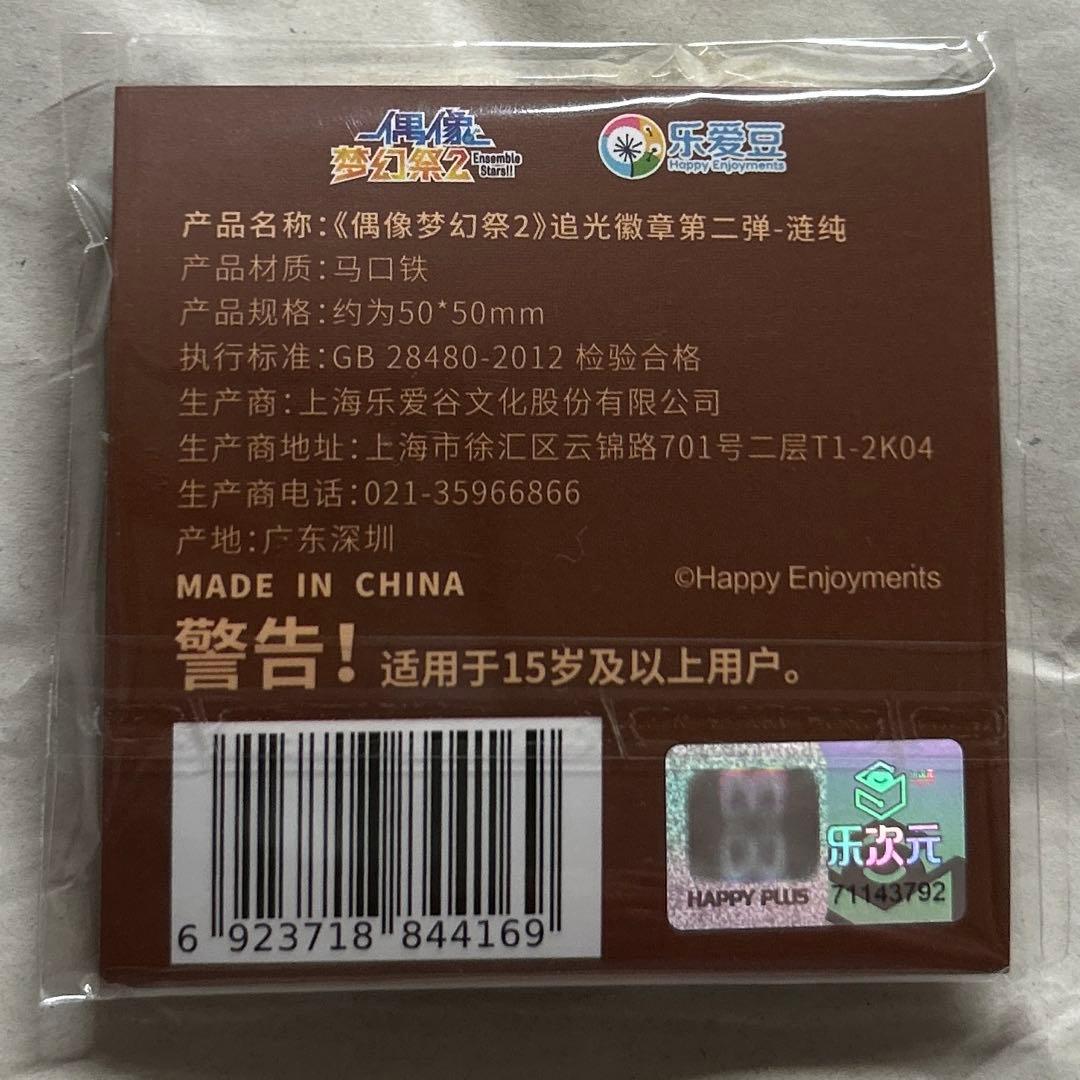 偶像
梦幻祭2 Ensemble Stars!!
乐爱豆
Happy Enjoyments
产品名称:《偶像梦幻祭2》追光徽章第二弹-涟纯
产品材质:马口铁
产品规格:约为50*50mm
执行标准:GB 28480-2012 检验合格
生产商:上海乐爱谷文化股份有限公司
生产商地址:上海市徐汇区云锦路701号二层T1-2K04
生产商电话:021-35966866
产地:广东深圳
MADE IN CHINA
©Happy Enjoyments
警告!适用于15岁及以上用户。
6 923718 844169
乐次元
HAPPY PLUS
71143792